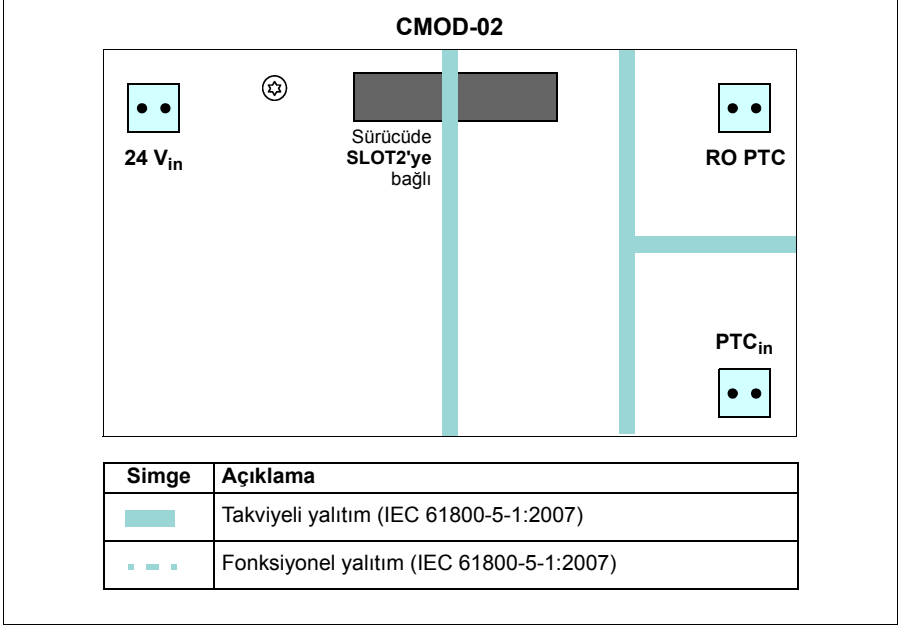 CMOD-02
24 Vin
Sürücüde
SLOT2'ye
bağlı
RO PTC
PTCin
Simge Açıklama
Takviyeli yalıtım (IEC 61800-5-1:2007)
Fonksiyonel yalıtım (IEC 61800-5-1:2007)